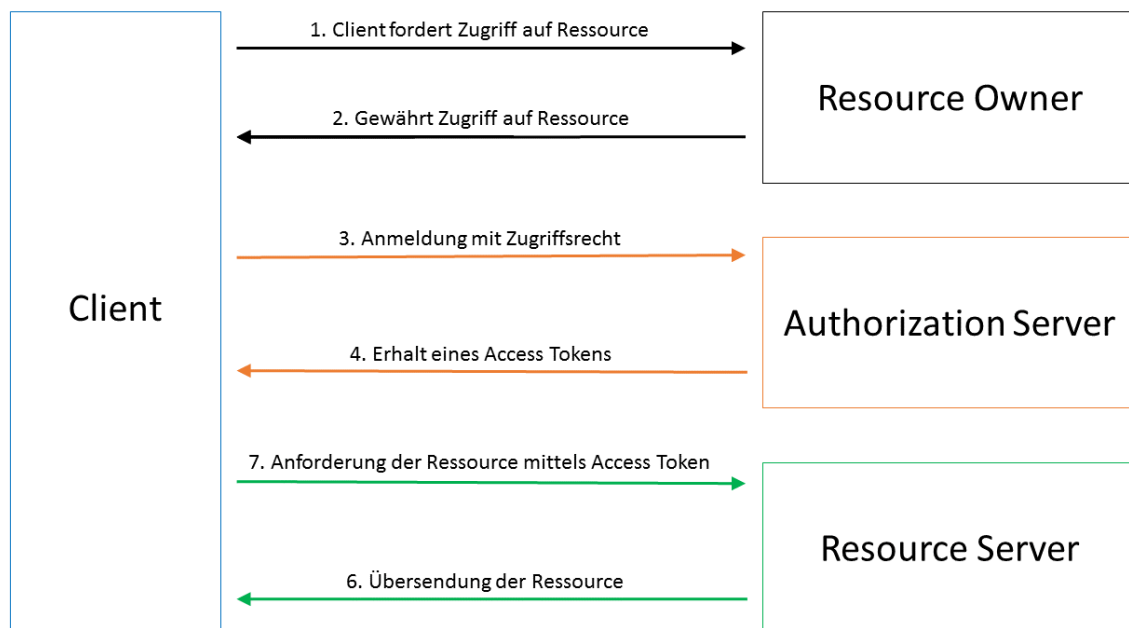 1. Client fordert Zugriff auf Ressource
Resource Owner
2. Gewährt Zugriff auf Ressource
3. Anmeldung mit Zugriffsrecht
Client
Authorization Server
4. Erhalt eines Access Tokens
7. Anforderung der Ressource mittels Access Token
Resource Server
6. Übersendung der Ressource